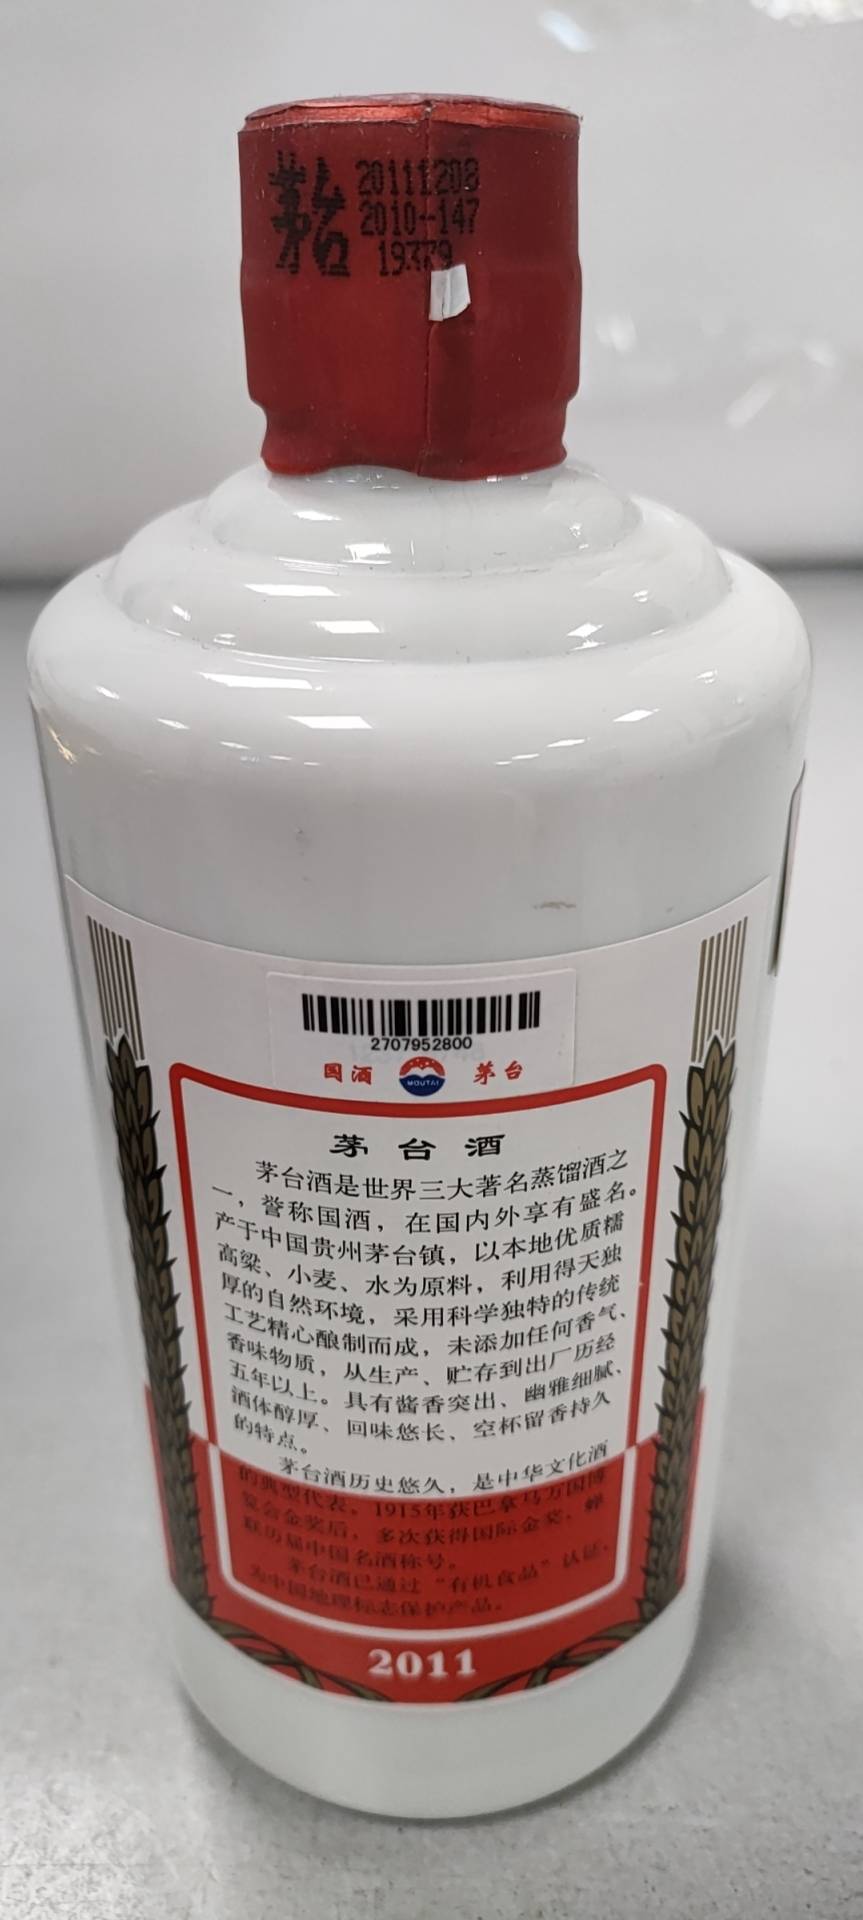 茅台
20111208
2010-147
19339
2707952800
国酒 MOUTAI 茅台
茅台酒
茅台酒是世界三大著名蒸馏酒之
一，誉称国酒，在国内外享有盛名。
产于中国贵州茅台镇，以本地优质糯
高粱、小麦、水为原料，利用得天独
厚的自然环境，采用科学独特的传统
工艺精心酿制而成，未添加任何香气、
香味物质，从生产、贮存到出厂历经
五年以上。具有酱香突出、幽雅细腻、
酒体醇厚、回味悠长、空杯留香持久
的特点。
茅台酒历史悠久，是中华文化酒
的典型代表。1915年获巴拿马万国博
览会金奖后，多次获得国际金奖，蝉
联历届中国名酒称号。
茅台酒已通过“有机食品”认证，
为中国地理标志保护产品。
2011